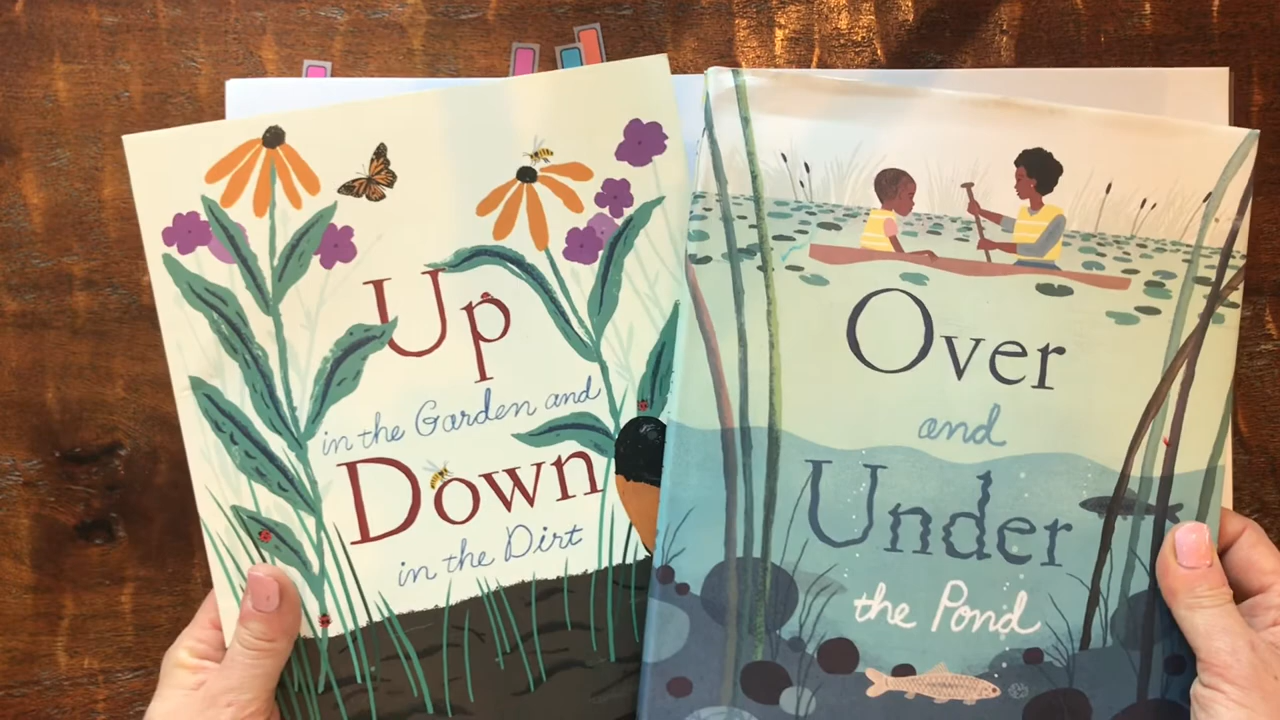 Up
in the Garden and
Down
in the Dirt
Over
and
Under
the Pond